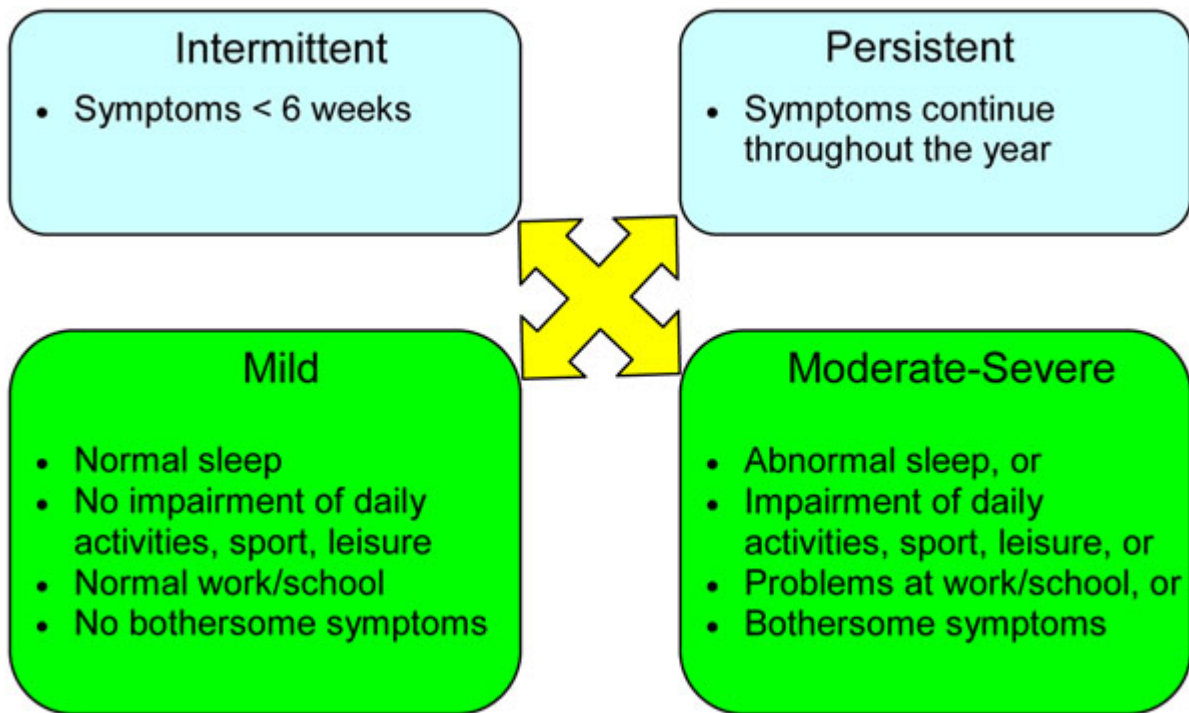 Intermittent
• Symptoms < 6 weeks
Persistent
• Symptoms continue
throughout the year
Mild
• Normal sleep
• No impairment of daily
activities, sport, leisure
• Normal work/school
• No bothersome symptoms
Moderate-Severe
• Abnormal sleep, or
• Impairment of daily
activities, sport, leisure, or
• Problems at work/school, or
• Bothersome symptoms